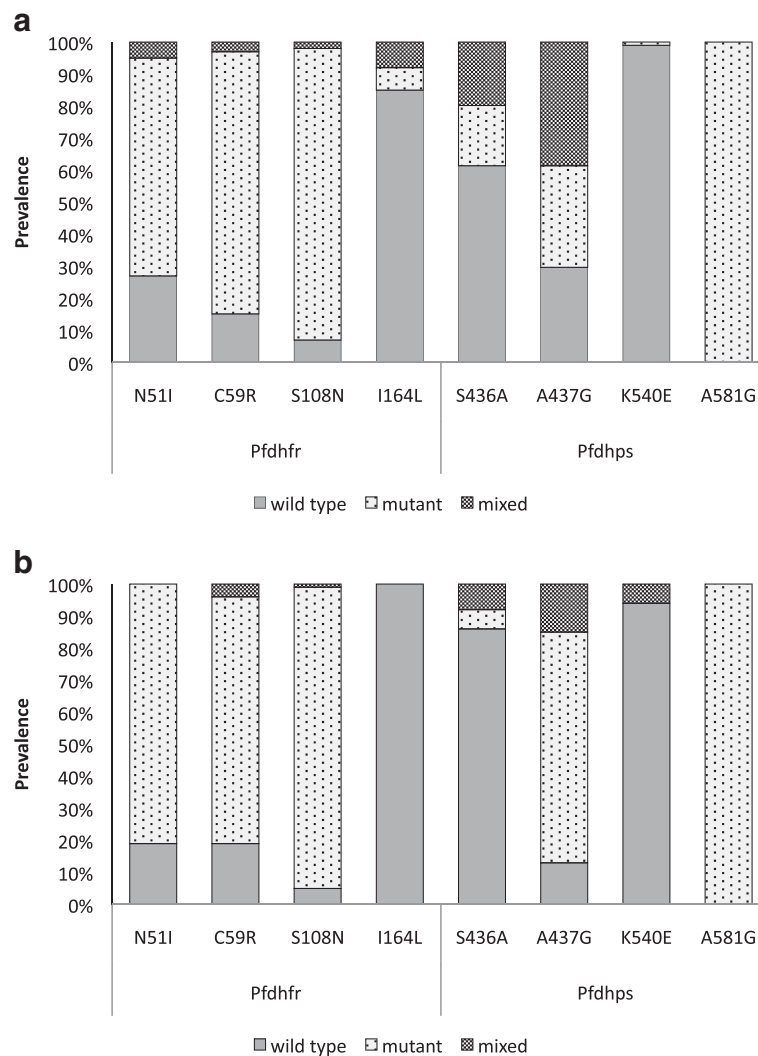 a
100%
90%
80%
70%
60%
50%
40%
30%
20%
10%
0%
Prevalence
N51I C59R S108N I164L S436A A437G K540E A581G
Pfdhfr Pfdhps
wild type mutant mixed
b
100%
90%
80%
70%
60%
50%
40%
30%
20%
10%
0%
Prevalence
N51I C59R S108N I164L S436A A437G K540E A581G
Pfdhfr Pfdhps
wild type mutant mixed